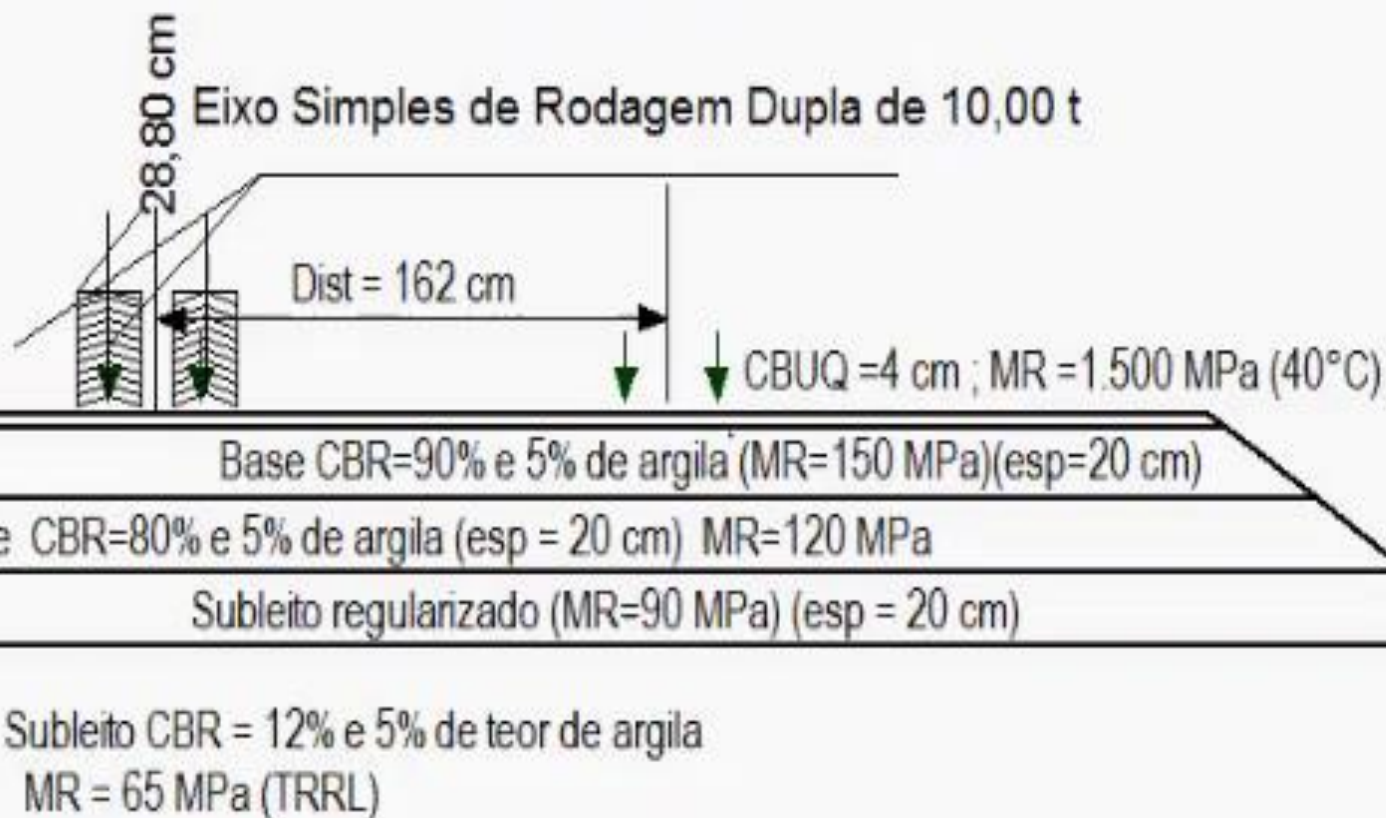 28,80 cm
Eixo Simples de Rodagem Dupla de 10,00 t
Dist = 162 cm
CBUQ =4 cm ; MR =1.500 MPa (40°C)
Base CBR=90% e 5% de argila (MR=150 MPa)(esp=20 cm)
e CBR=80% e 5% de argila (esp = 20 cm) MR=120 MPa
Subleito regularizado (MR=90 MPa) (esp = 20 cm)
Subleito CBR = 12% e 5% de teor de argila
MR = 65 MPa (TRRL)